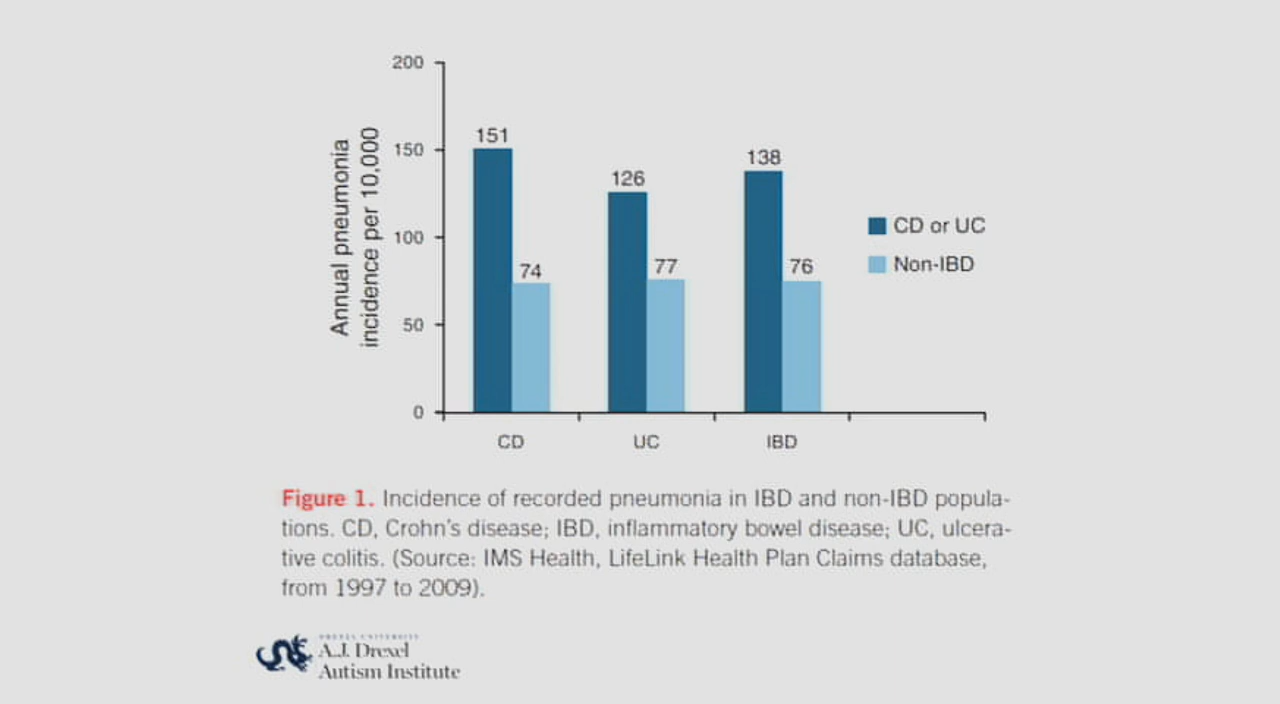 200
151
150
138
126
Annual pneumonia
incidence per 10,000
CD or UC
100
74
77
76
Non-IBD
50
0
CD
UC
IBD
Figure 1. Incidence of recorded pneumonia in IBD and non-IBD popula-
tions. CD, Crohn's disease; IBD, inflammatory bowel disease; UC, ulcera-
tive colitis. (Source: IMS Health, LifeLink Health Plan Claims database,
from 1997 to 2009).
DREXEL UNIVERSITY
A.J. Drexel
Autism Institute